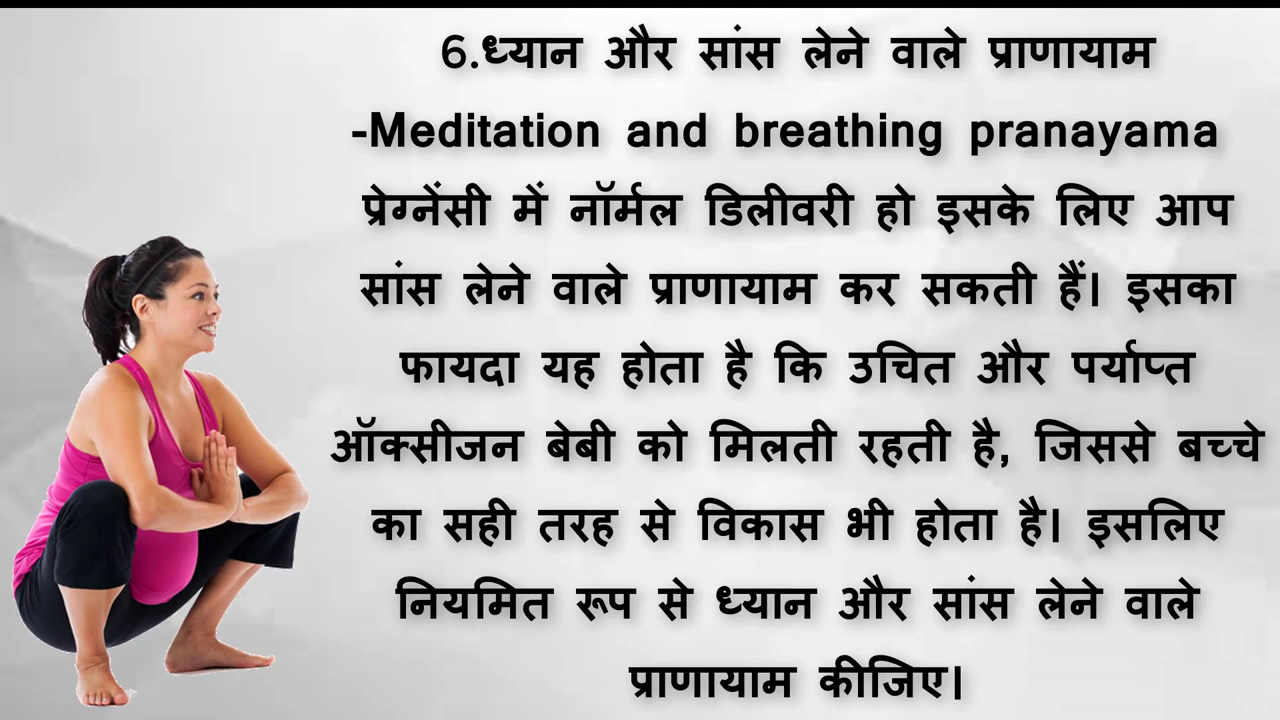 6.ध्यान और सांस लेने वाले प्राणायाम
-Meditation and breathing pranayama
प्रेग्नेंसी में नॉर्मल डिलीवरी हो इसके लिए आप
सांस लेने वाले प्राणायाम कर सकती हैं। इसका
फायदा यह होता है कि उचित और पर्याप्त
ऑक्सीजन बेबी को मिलती रहती है, जिससे बच्चे
का सही तरह से विकास भी होता है। इसलिए
नियमित रूप से ध्यान और सांस लेने वाले
प्राणायाम कीजिए।